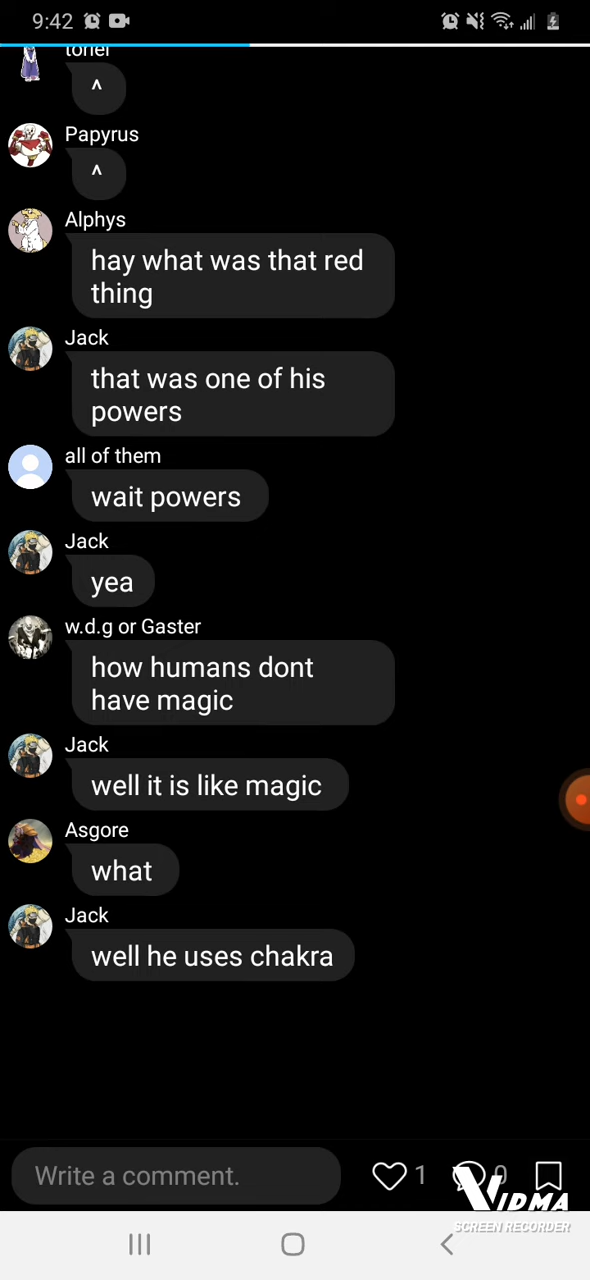 9:42
toriel
^
Papyrus
^
Alphys
hay what was that red
thing
Jack
that was one of his
powers
all of them
wait powers
Jack
yea
w.d.g or Gaster
how humans dont
have magic
Jack
well it is like magic
Asgore
what
Jack
well he uses chakra
Write a comment.
1
0
VIDMA
SCREEN RECORDER